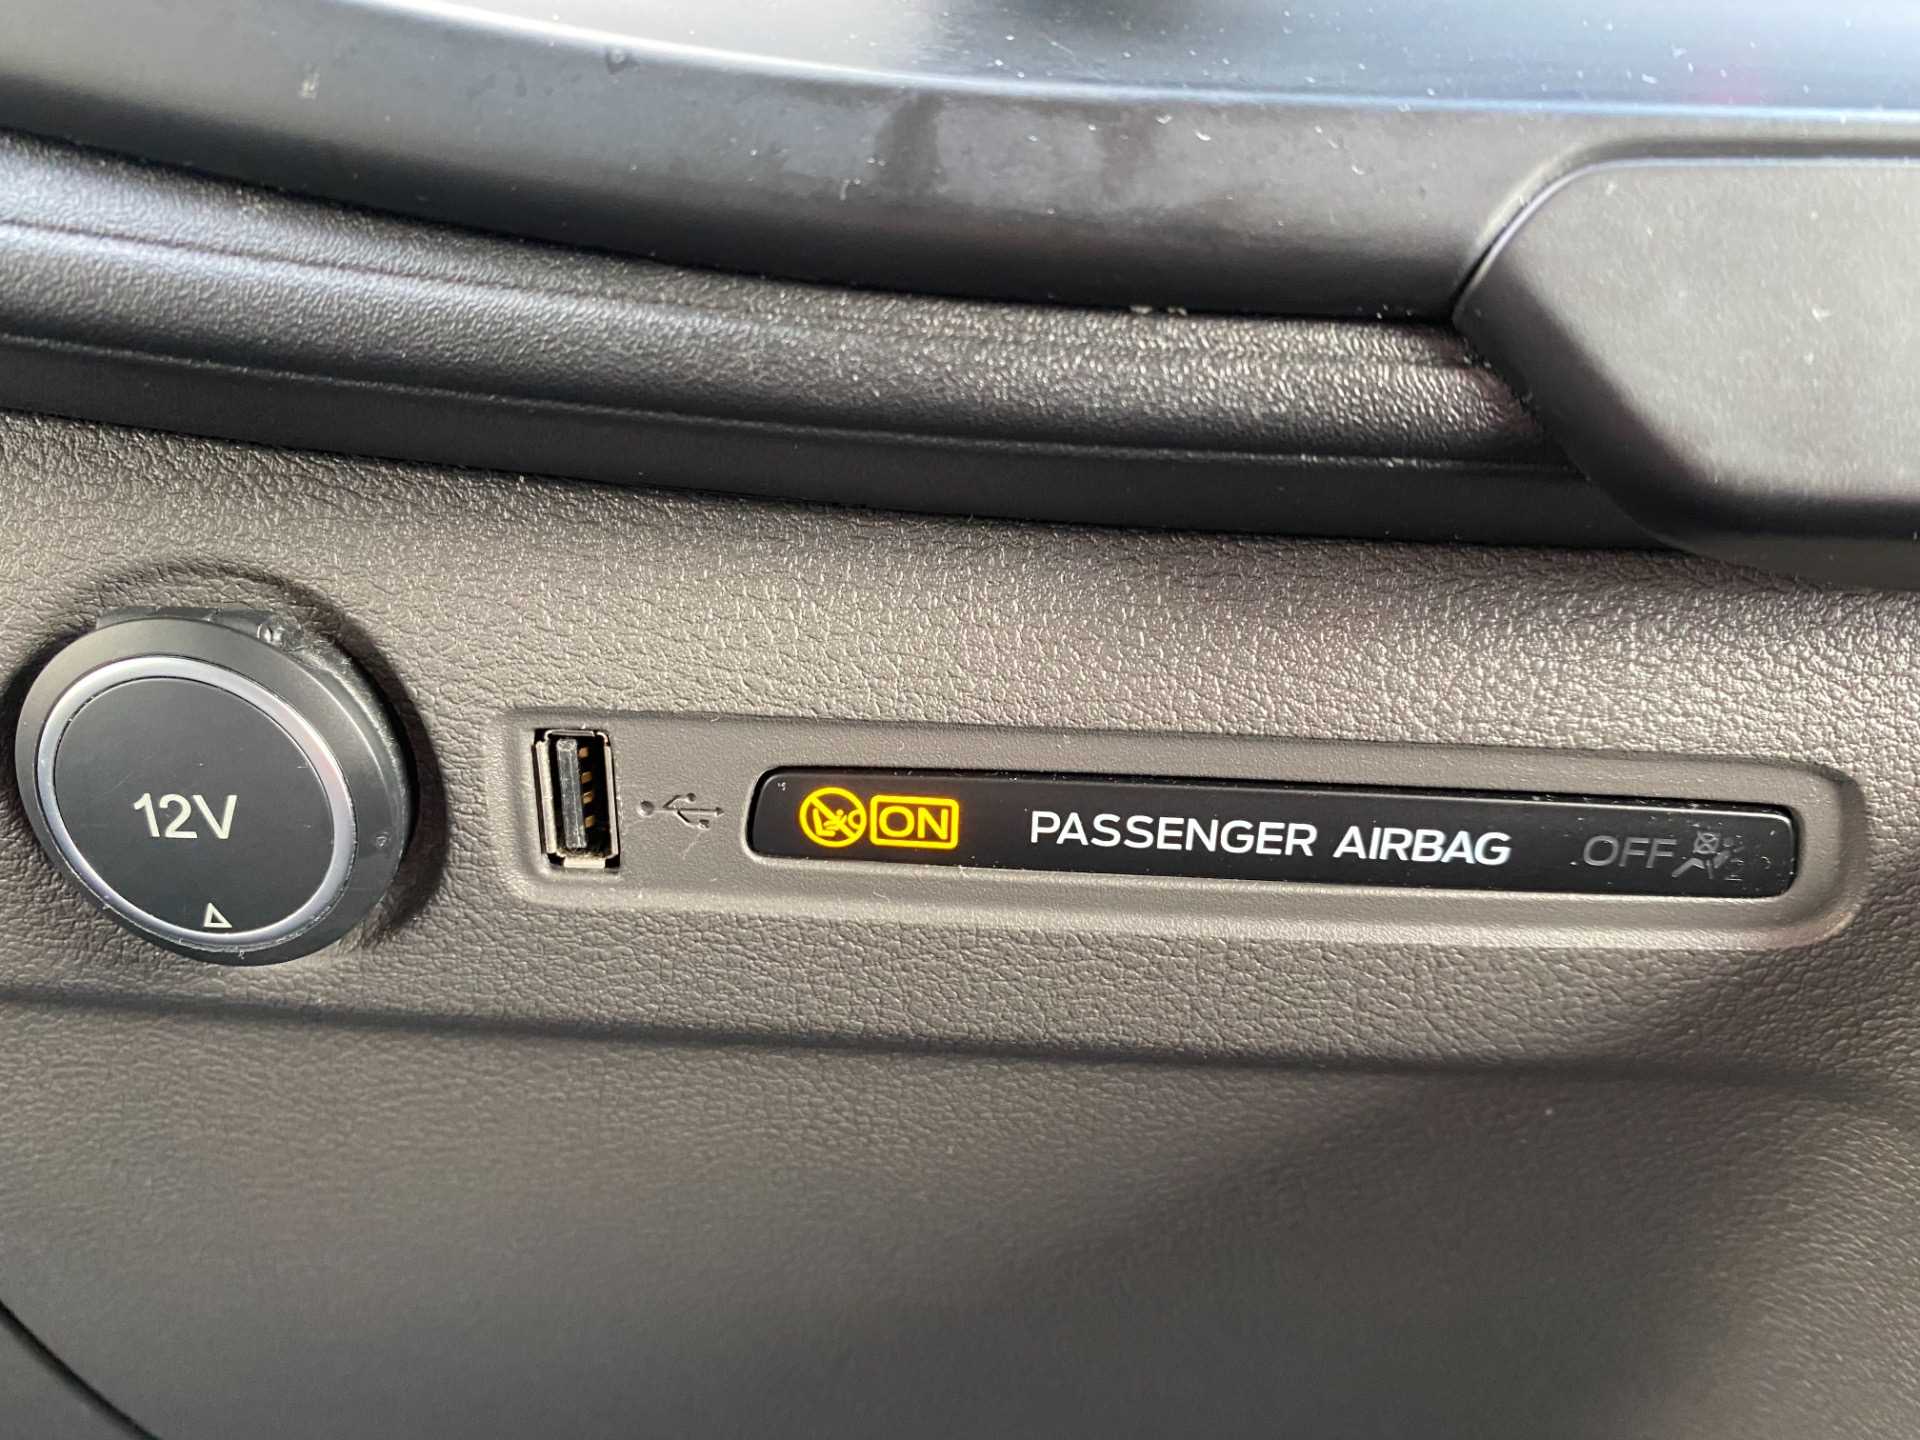 12V
ON PASSENGER AIRBAG OFF